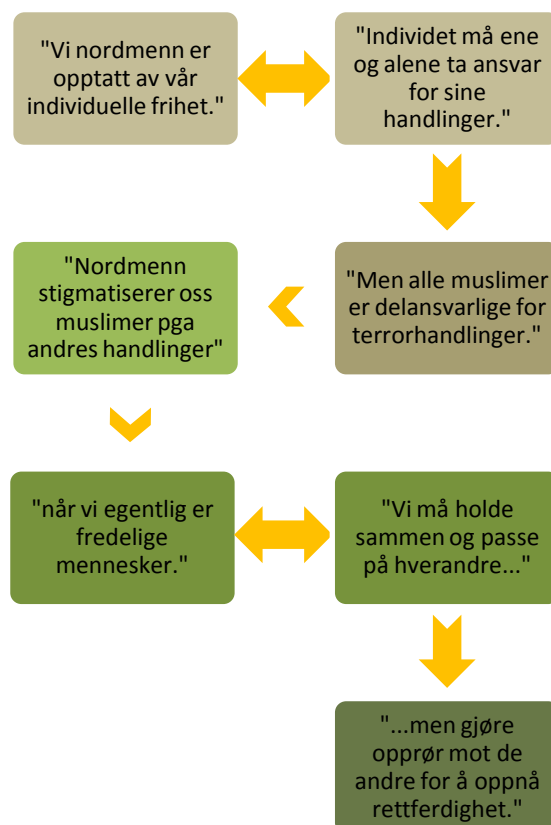 "Vi nordmenn er
opptatt av vår
individuelle frihet."
"Individet må ene
og alene ta ansvar
for sine
handlinger."
"Men alle muslimer
er delansvarlige for
terrorhandlinger."
"Nordmenn
stigmatiserer oss
muslimer pga
andres handlinger"
"når vi egentlig er
fredelige
mennesker."
"Vi må holde
sammen og passe
på hverandre..."
"...men gjøre
opprør mot de
andre for å oppnå
rettferdighet."